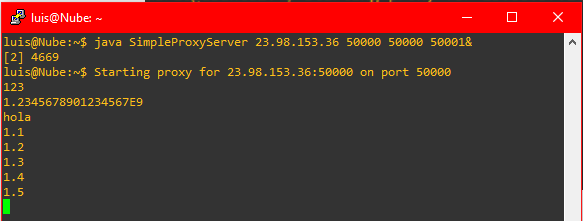 luis@Nube: ~
luis@Nube:~$ java SimpleProxyServer 23.98.153.36 50000 50000 50001&
[2] 4669
luis@Nube:~$ Starting proxy for 23.98.153.36:50000 on port 50000
123
1.2345678901234567E9
hola
1.1
1.2
1.3
1.4
1.5